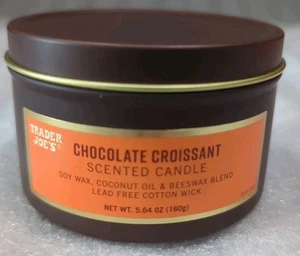 TRADER
JOE'S
CHOCOLATE CROISSANT
SCENTED CANDLE
SOY WAX, COCONUT OIL & BEESWAX BLEND
LEAD FREE COTTON WICK
NET WT. 5.64 OZ (160g)